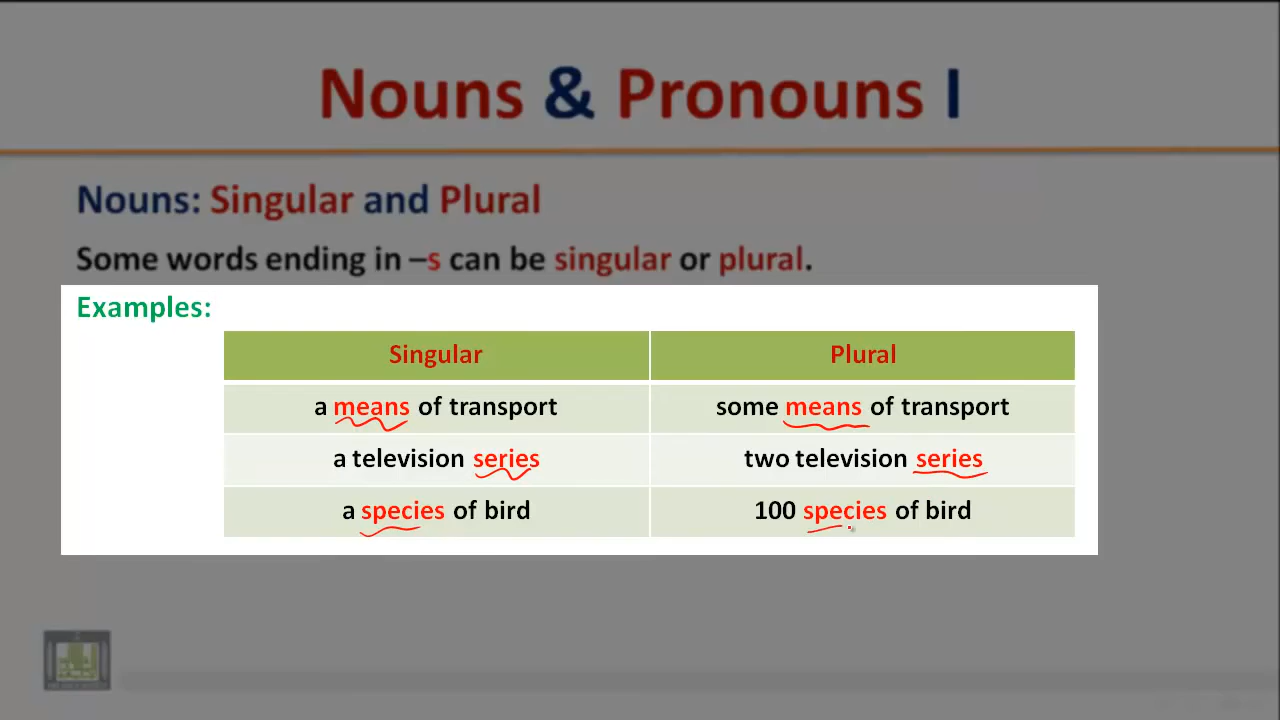 Nouns & Pronouns I
Nouns: Singular and Plural
Some words ending in –s can be singular or plural.
Examples:
Singular Plural
a means of transport some means of transport
a television series two television series
a species of bird 100 species of bird